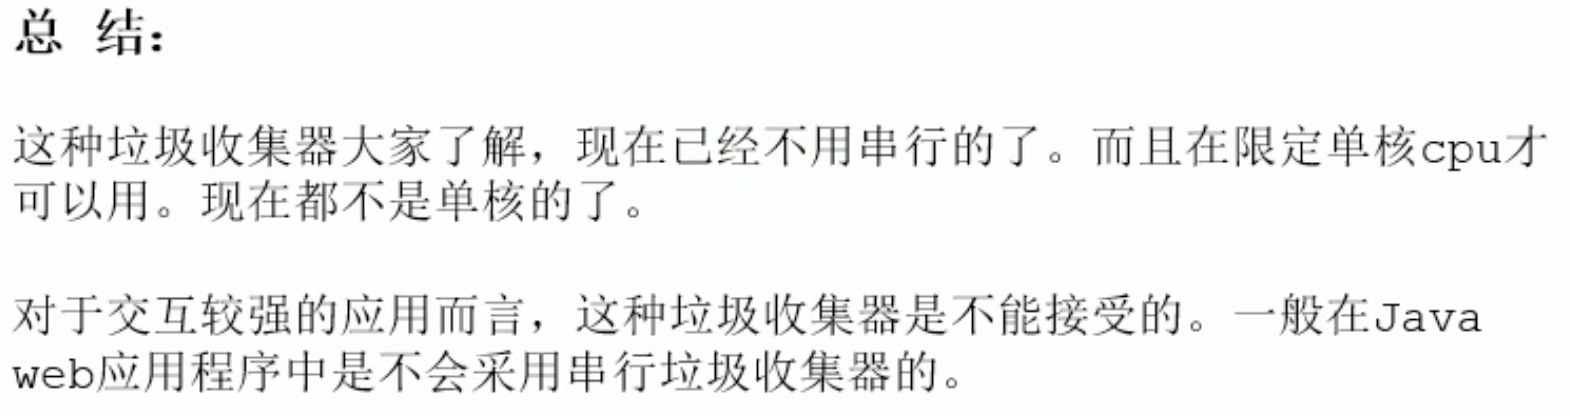 总 结：
这种垃圾收集器大家了解，现在已经不用串行的了。而且在限定单核cpu才
可以用。现在都不是单核的了。
对于交互较强的应用而言，这种垃圾收集器是不能接受的。一般在Java
web应用程序中是不会采用串行垃圾收集器的。